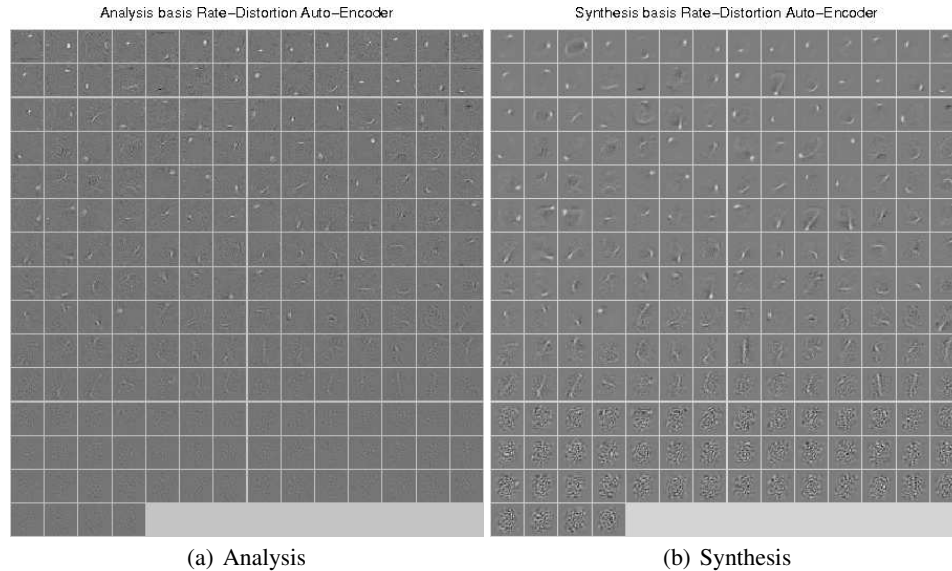 Analysis basis Rate-Distortion Auto-Encoder
Synthesis basis Rate-Distortion Auto-Encoder
(a) Analysis
(b) Synthesis